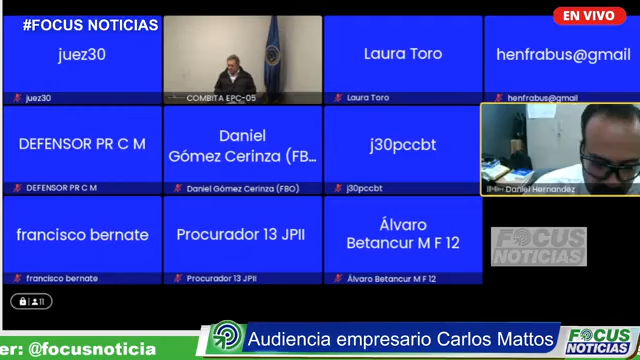 #FOCUS NOTICIAS
EN VIVO
juez30
Laura Toro
henfrabus@gmail
juez30
COMBITA EPC-05
Laura Toro
henfrabus@gmail
DEFENSOR PR C M
Daniel
Gómez Cerinza (FB...
j30pccbt
DEFENSOR PR C M
Daniel Gómez Cerinza (FBO)
j30pccbt
Daniel Hernandez
francisco bernate
Procurador 13 JPII
Álvaro
Betancur M F 12
FOCUS
NOTICIAS
francisco bernate
Procurador 13 JPII
Álvaro Betancur M F 12
11
er: @focusnoticia
Audiencia empresario Carlos Mattos
FOCUS
NOTICIAS